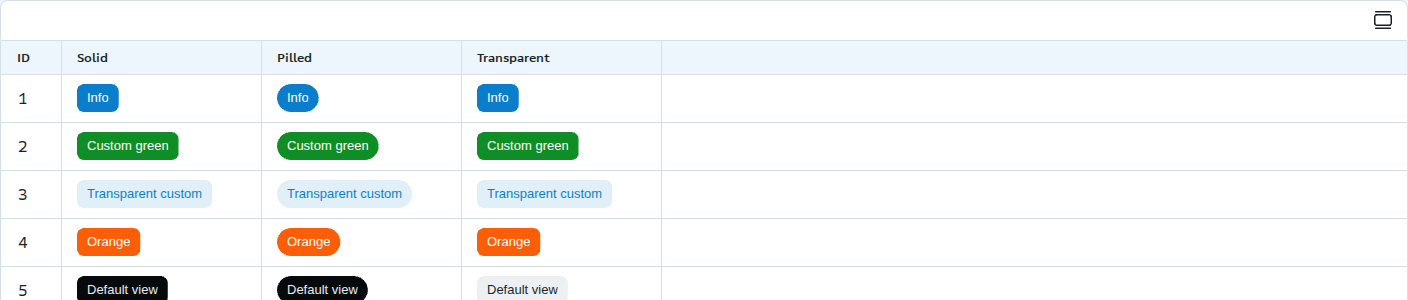 ID Solid Pilled Transparent
1 Info Info Info
2 Custom green Custom green Custom green
3 Transparent custom Transparent custom Transparent custom
4 Orange Orange Orange
5 Default view Default view Default view